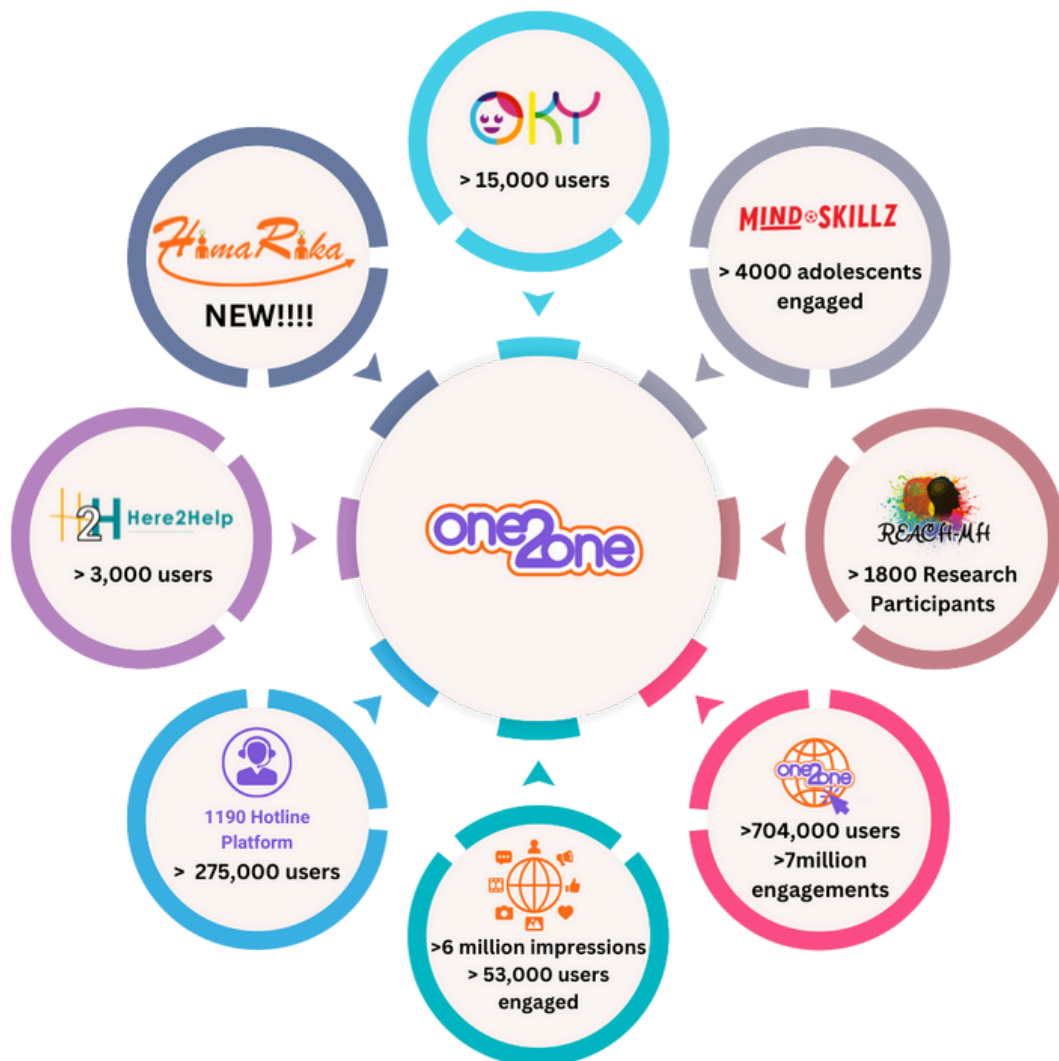 OKY
> 15,000 users
MIND SKILLZ
> 4000 adolescents
engaged
REACH-MH
> 1800 Research
Participants
one2one
>704,000 users
>7million
engagements
>6 million impressions
> 53,000 users
engaged
1190 Hotline
Platform
> 275,000 users
H2H Here2Help
> 3,000 users
HimaRika
NEW!!!!
one2one